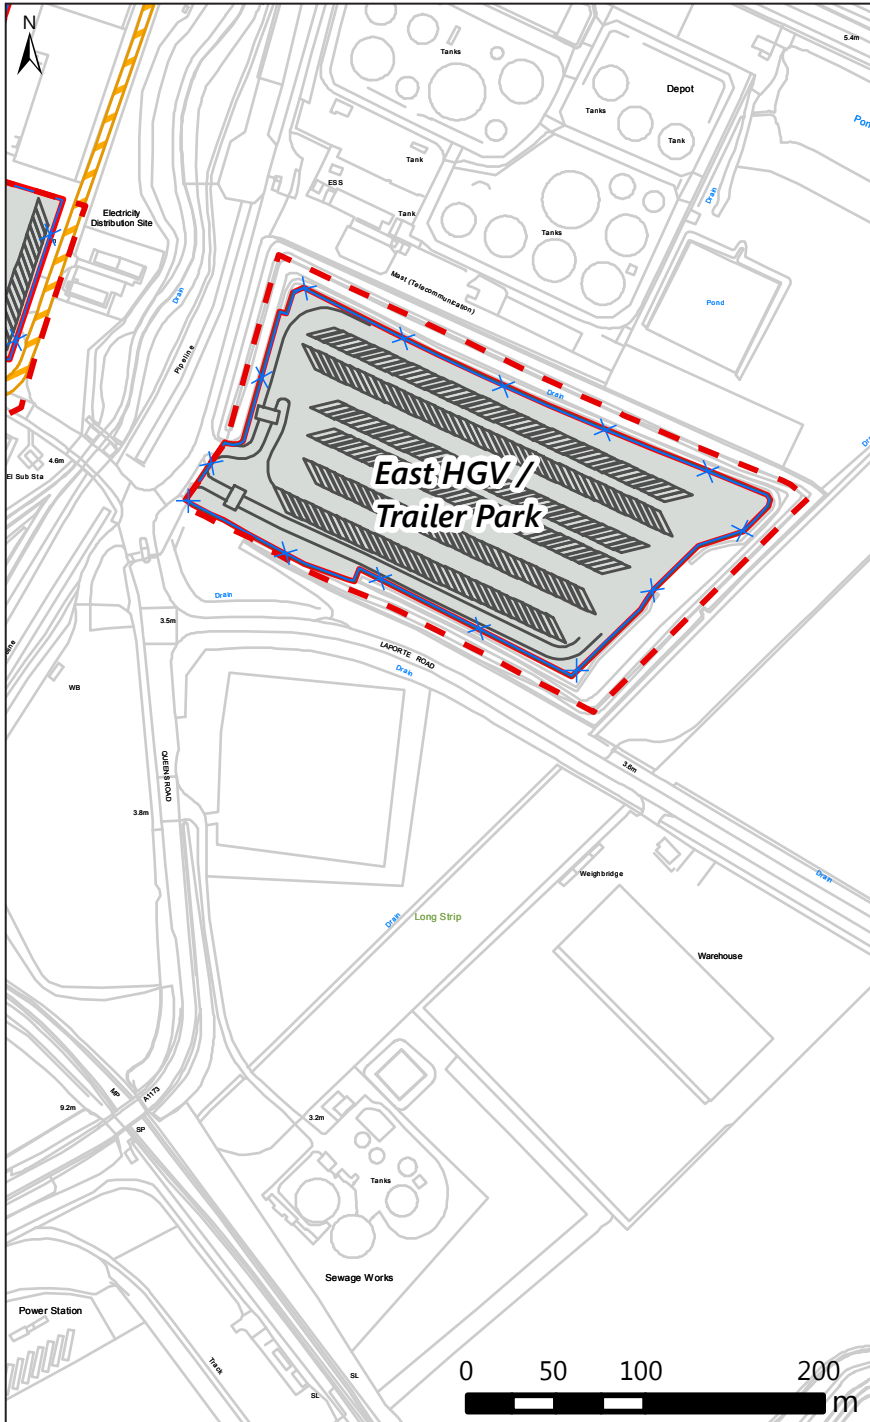 N
5.4m
Tanks
Depot
Tanks
Tank
Pon
Tank
ESS
Drain
Tank
Electricity
Distribution Site
Tanks
Mast (Telecommunication)
Drain
Pond
Pipeline
Drain
East HGV /
Trailer Park
4.6m
El Sub Sta
Drain
3.5m
LAPORTE ROAD
Drain
WB
3.6m
QUEENS ROAD
3.8m
Weighbridge
Drain
Drain
Long Strip
Warehouse
MP
A1173
9.2m
SP
3.2m
Tanks
Sewage Works
Power Station
Track
SL
SL
0 50 100 200
m